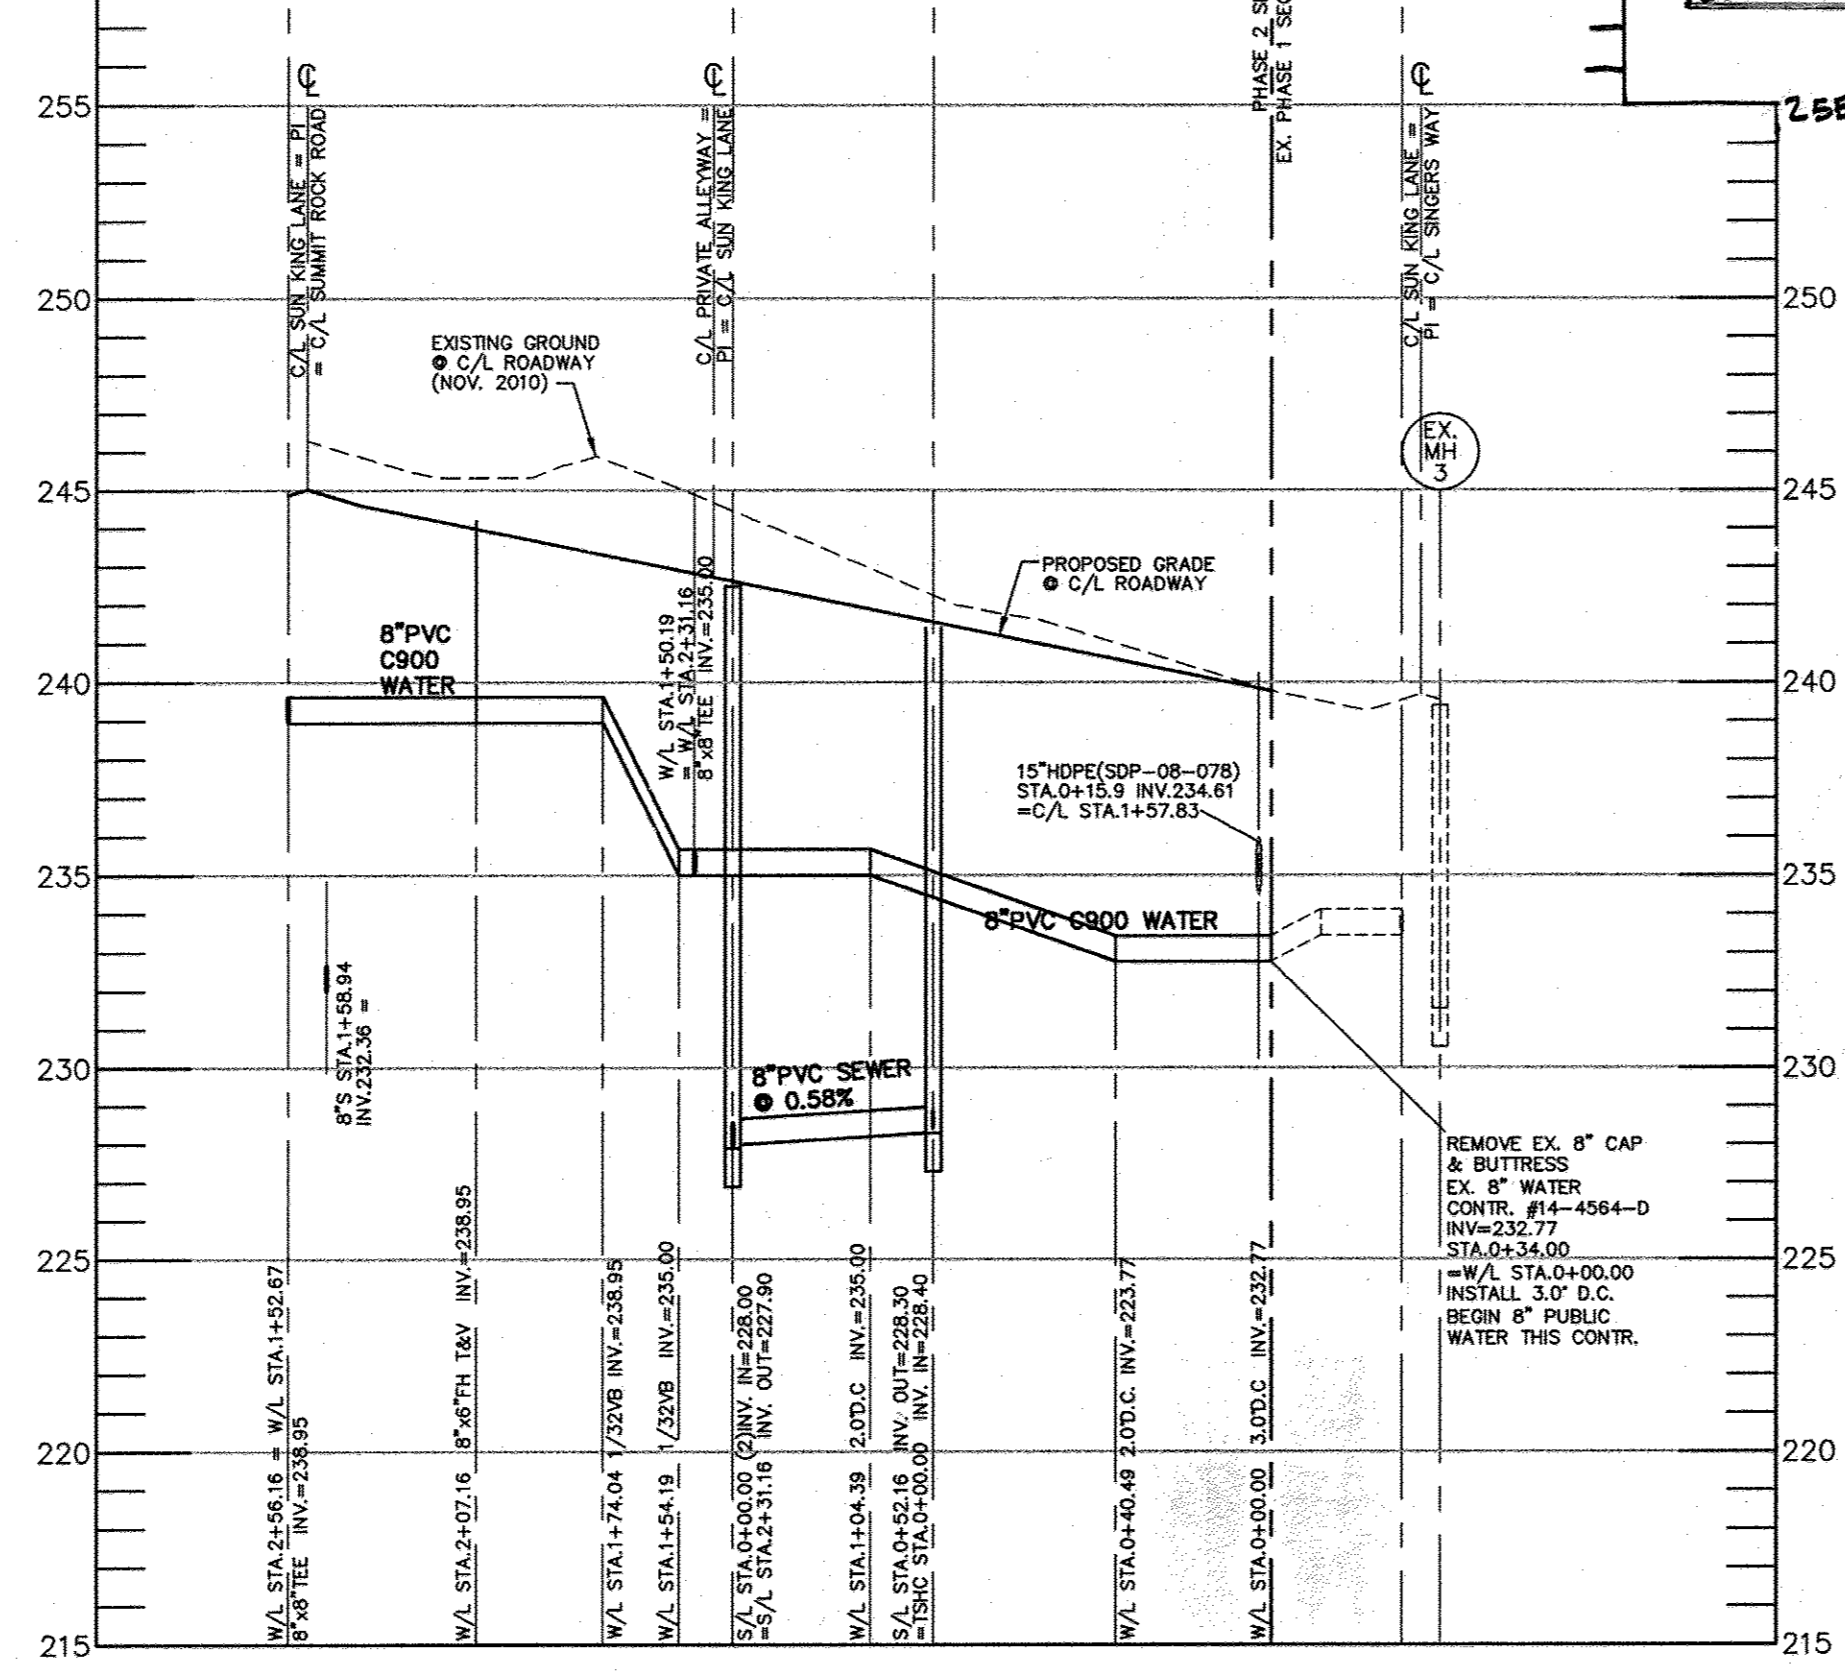 PHASE 2
EX. PHASE 1
C/L SUN KING LANE = PI
= C/L SUMMIT ROCK ROAD
C/L PRIVATE ALLEYWAY =
PI = C/L SUN KING LANE
C/L SUN KING LANE =
PI = C/L SINGERS WAY
255
250
245
240
235
230
225
220
215
250
245
240
235
230
225
220
215
EXISTING GROUND
@ C/L ROADWAY
(NOV. 2010)
EX.
MH
3
PROPOSED GRADE
@ C/L ROADWAY
8"PVC
C900
WATER
W/L STA.1+50.19
= W/L STA.2+31.16
8"x8"TEE INV.=235.00
15"HDPE(SDP-08-078)
STA.0+15.9 INV.234.61
=C/L STA.1+57.83
8"PVC C900 WATER
8"S STA.1+58.94
INV.232.36 =
8"PVC SEWER
@ 0.58%
REMOVE EX. 8" CAP
& BUTTRESS
EX. 8" WATER
CONTR. #14-4564-D
INV=232.77
STA.0+34.00
=W/L STA.0+00.00
INSTALL 3.0° D.C.
BEGIN 8" PUBLIC
WATER THIS CONTR.
W/L STA.2+56.16 = W/L STA.1+52.67
8"x8"TEE INV.=238.95
W/L STA.2+07.16 8"x6"FH T&V INV.=238.95
W/L STA.1+74.04 1/32VB INV.=238.95
W/L STA.1+54.19 1/32VB INV.=235.00
S/L STA.0+00.00 (2)INV. IN=228.00
=S/L STA.2+31.16 INV. OUT=227.90
W/L STA.1+04.39 2.0°D.C INV.=235.00
S/L STA.0+52.16 INV. OUT=228.30
=TSHC STA.0+00.00 INV. IN=228.40
W/L STA.0+40.49 2.0°D.C. INV.=223.77
W/L STA.0+00.00 3.0°D.C INV.=232.77